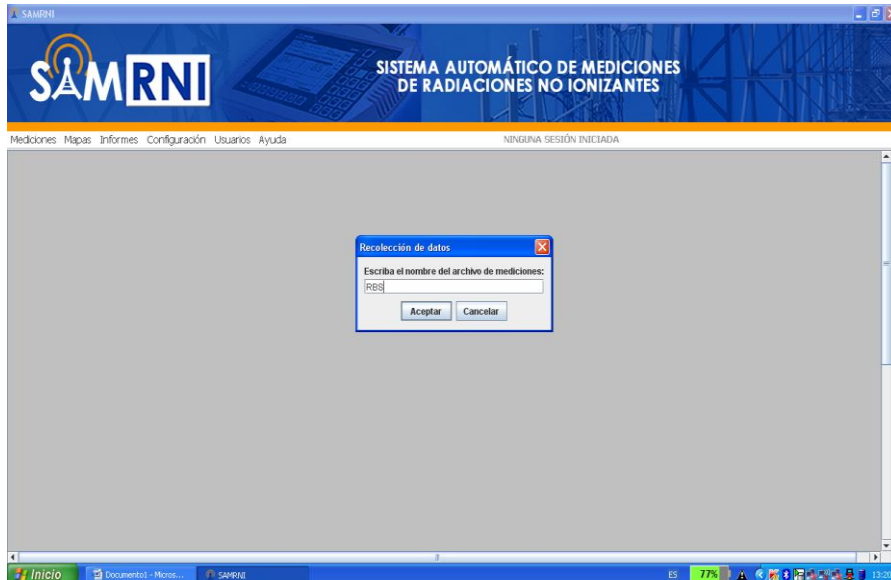 SAMRNI
SAMRNI
SISTEMA AUTOMÁTICO DE MEDICIONES
DE RADIACIONES NO IONIZANTES
Mediciones Mapas Informes Configuración Usuarios Ayuda
NINGUNA SESIÓN INICIADA
Recolección de datos
Escriba el nombre del archivo de mediciones:
RBS
Aceptar Cancelar
Inicio Documento1 - Micros... SAMRNI ES 77% 13:20